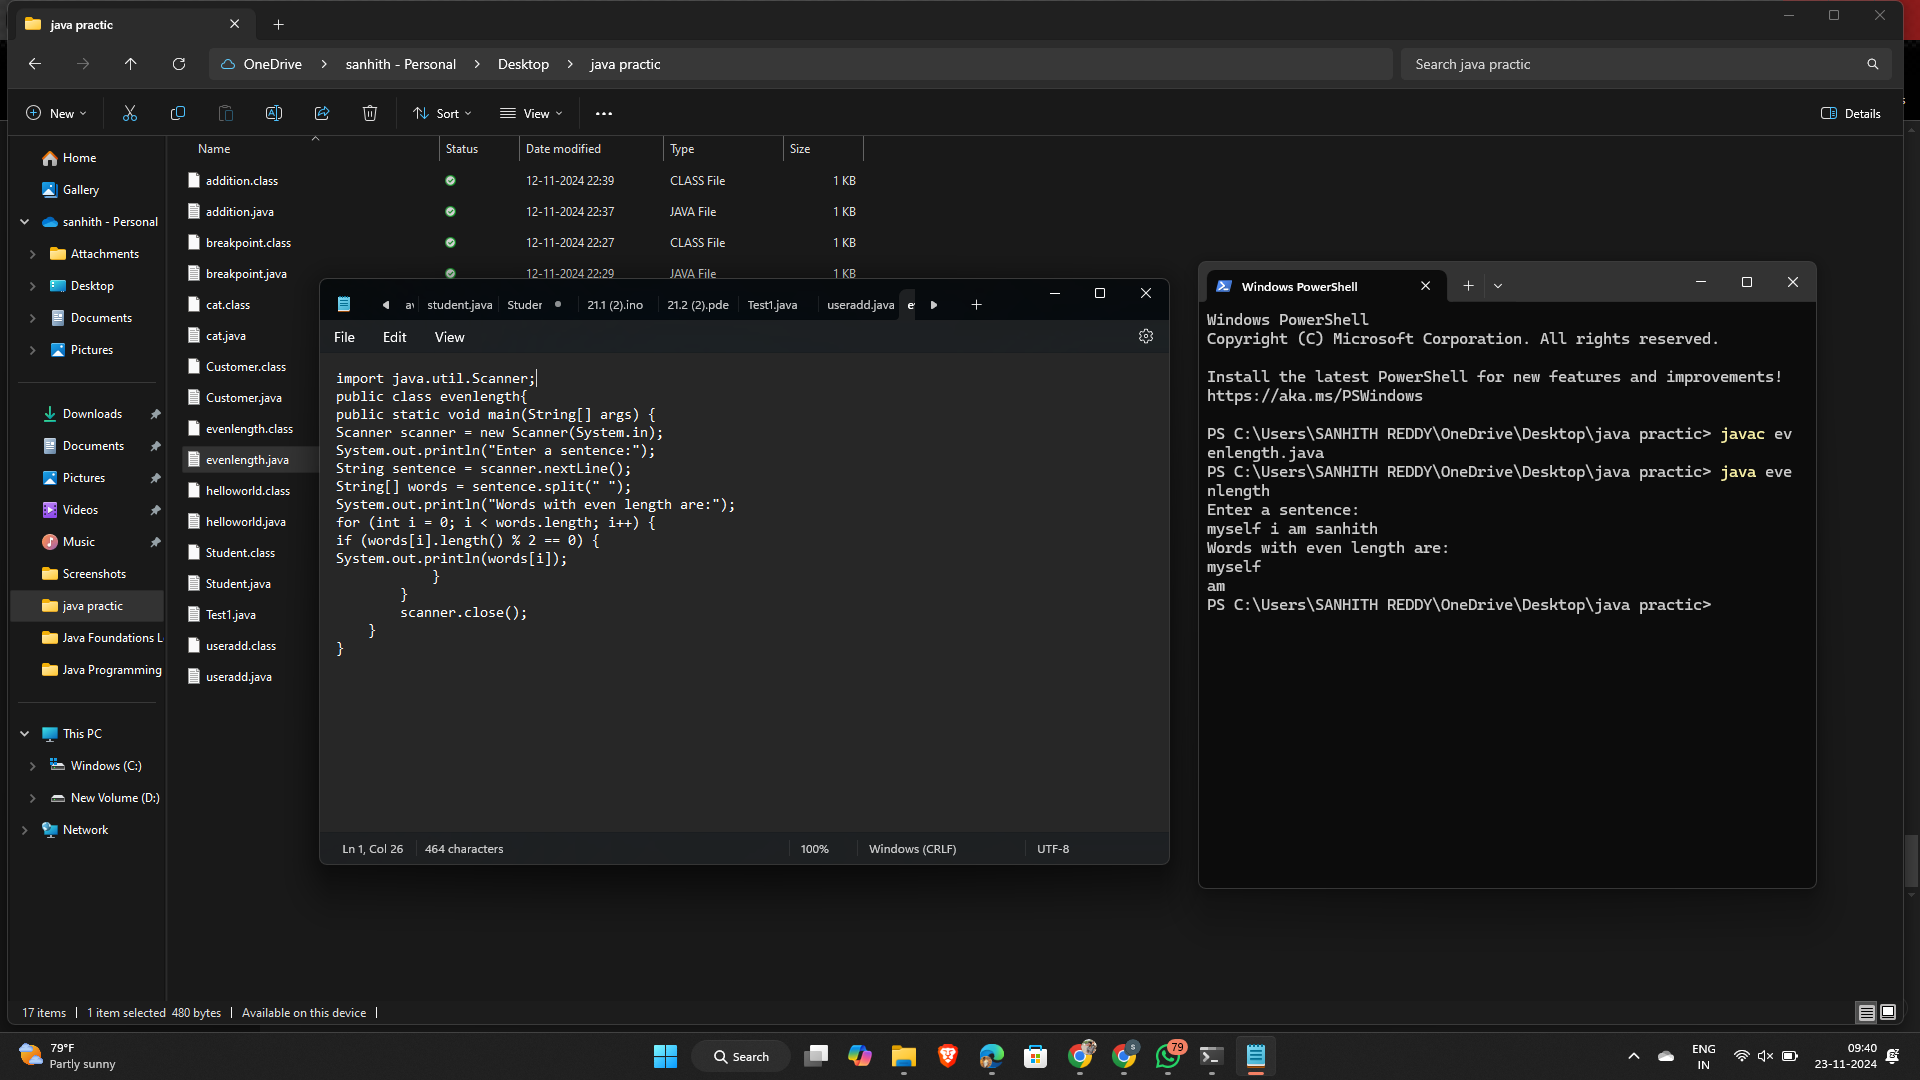 java practic
OneDrive > sanhith - Personal > Desktop > java practic
Search java practic
New
Sort
View
Details
Name Status Date modified Type Size
Home
Gallery
sanhith - Personal
Attachments
Desktop
Documents
Pictures
Downloads
Documents
Pictures
Videos
Music
Screenshots
java practic
Java Foundations L
Java Programming
This PC
Windows (C:)
New Volume (D:)
Network
addition.class 12-11-2024 22:39 CLASS File 1 KB
addition.java 12-11-2024 22:37 JAVA File 1 KB
breakpoint.class 12-11-2024 22:27 CLASS File 1 KB
breakpoint.java 12-11-2024 22:29 JAVA File 1 KB
cat.class
cat.java
Customer.class
Customer.java
evenlength.class
evenlength.java
helloworld.class
helloworld.java
Student.class
Student.java
Test1.java
useradd.class
useradd.java
student.java Studer 21.1 (2).ino 21.2 (2).pde Test1.java useradd.java
File Edit View
import java.util.Scanner;
public class evenlength{
public static void main(String[] args) {
Scanner scanner = new Scanner(System.in);
System.out.println("Enter a sentence:");
String sentence = scanner.nextLine();
String[] words = sentence.split(" ");
System.out.println("Words with even length are:");
for (int i = 0; i < words.length; i++) {
if (words[i].length() % 2 == 0) {
System.out.println(words[i]);
}
}
scanner.close();
}
}
Ln 1, Col 26 464 characters 100% Windows (CRLF) UTF-8
Windows PowerShell
Windows PowerShell
Copyright (C) Microsoft Corporation. All rights reserved.
Install the latest PowerShell for new features and improvements!
https://aka.ms/PSWindows
PS C:\Users\SANHITH REDDY\OneDrive\Desktop\java practic> javac ev
enlength.java
PS C:\Users\SANHITH REDDY\OneDrive\Desktop\java practic> java eve
nlength
Enter a sentence:
myself i am sanhith
Words with even length are:
myself
am
PS C:\Users\SANHITH REDDY\OneDrive\Desktop\java practic>
17 items 1 item selected 480 bytes Available on this device
79°F
Partly sunny
Search
79
ENG
IN
09:40
23-11-2024